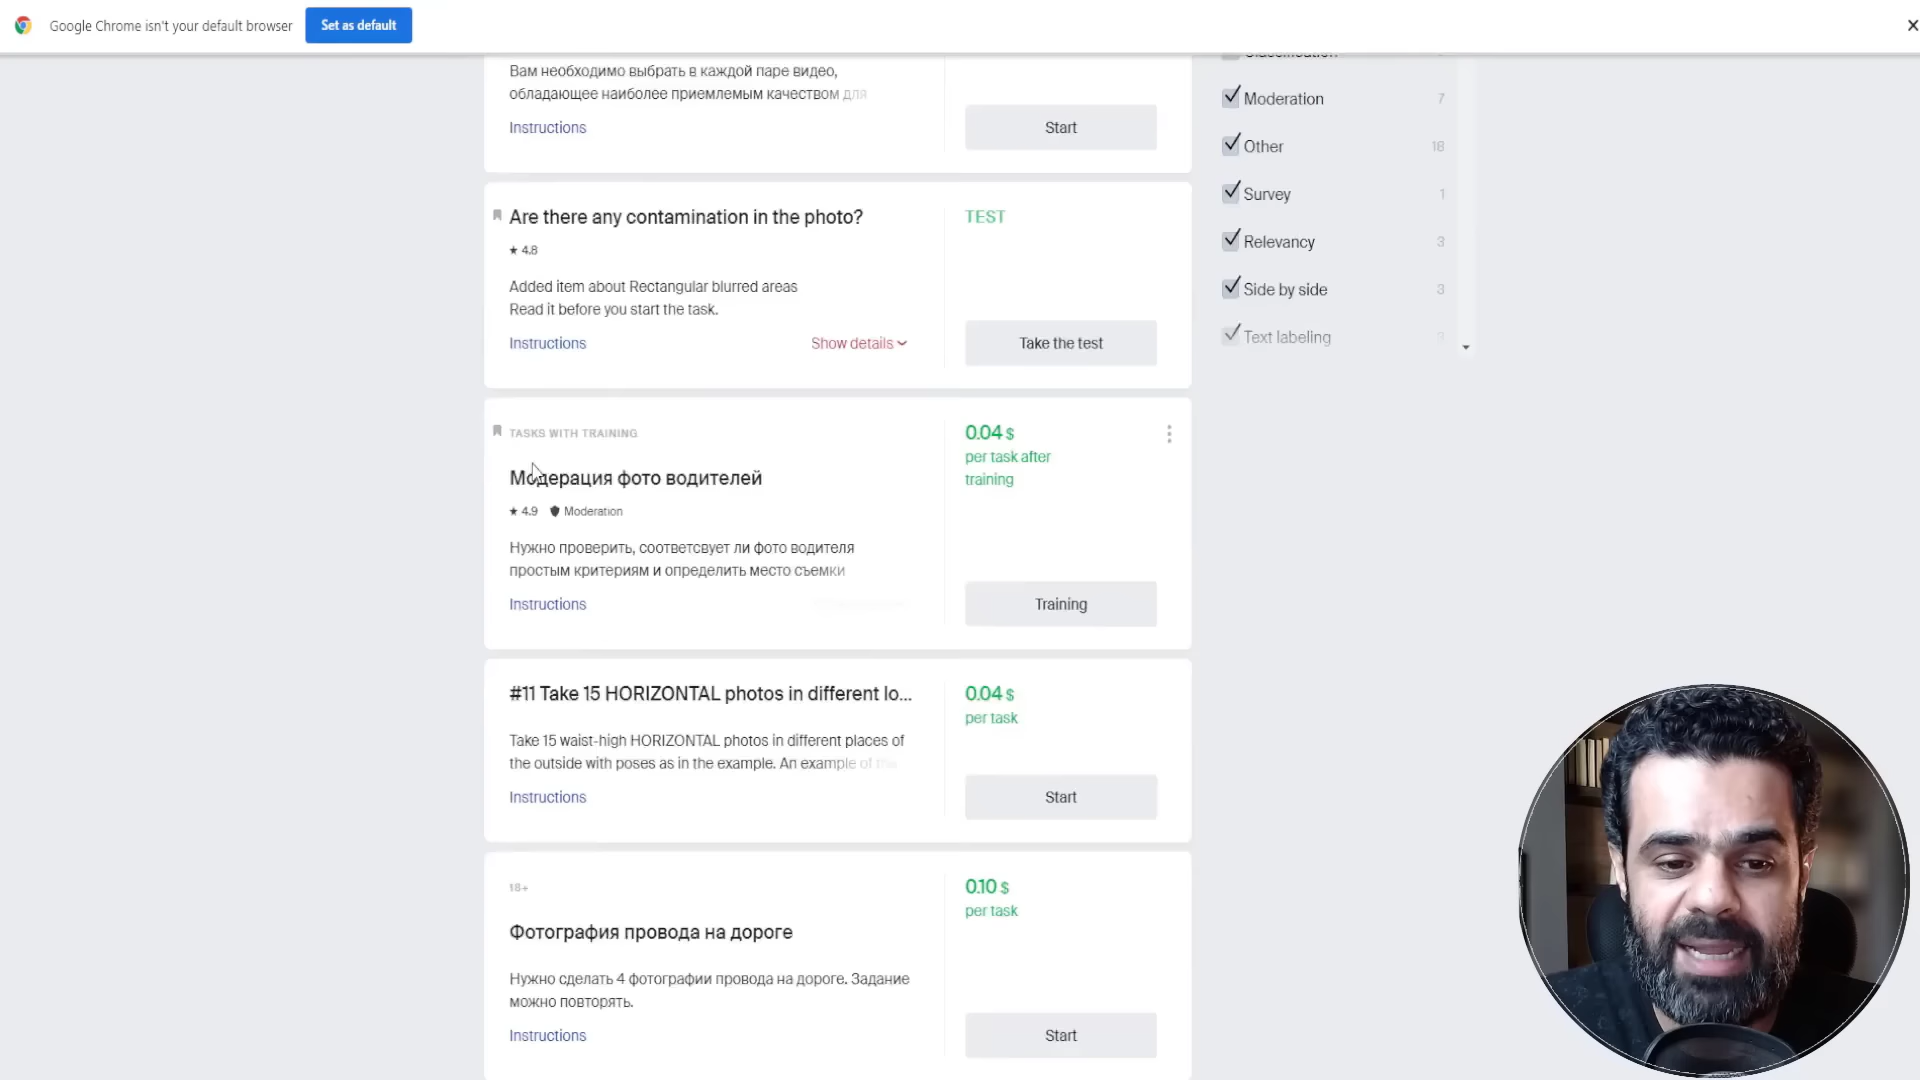 Google Chrome isn't your default browser
Set as default
Вам необходимо выбрать в каждой паре видео,
обладающее наиболее приемлемым качеством для
Instructions
Start
Are there any contamination in the photo?
4.8
Added item about Rectangular blurred areas
Read it before you start the task.
Instructions
Show details
TEST
Take the test
TASKS WITH TRAINING
Модерация фото водителей
4.9 Moderation
Нужно проверить, соответсвует ли фото водителя
простым критериям и определить место съемки
Instructions
0.04 $
per task after
training
Training
#11 Take 15 HORIZONTAL photos in different lo...
Take 15 waist-high HORIZONTAL photos in different places of
the outside with poses as in the example. An example of the
Instructions
0.04 $
per task
Start
18+
Фотография провода на дороге
Нужно сделать 4 фотографии провода на дороге. Задание
можно повторять.
Instructions
0.10 $
per task
Start
Classification
Moderation 7
Other 18
Survey 1
Relevancy 3
Side by side 3
Text labeling